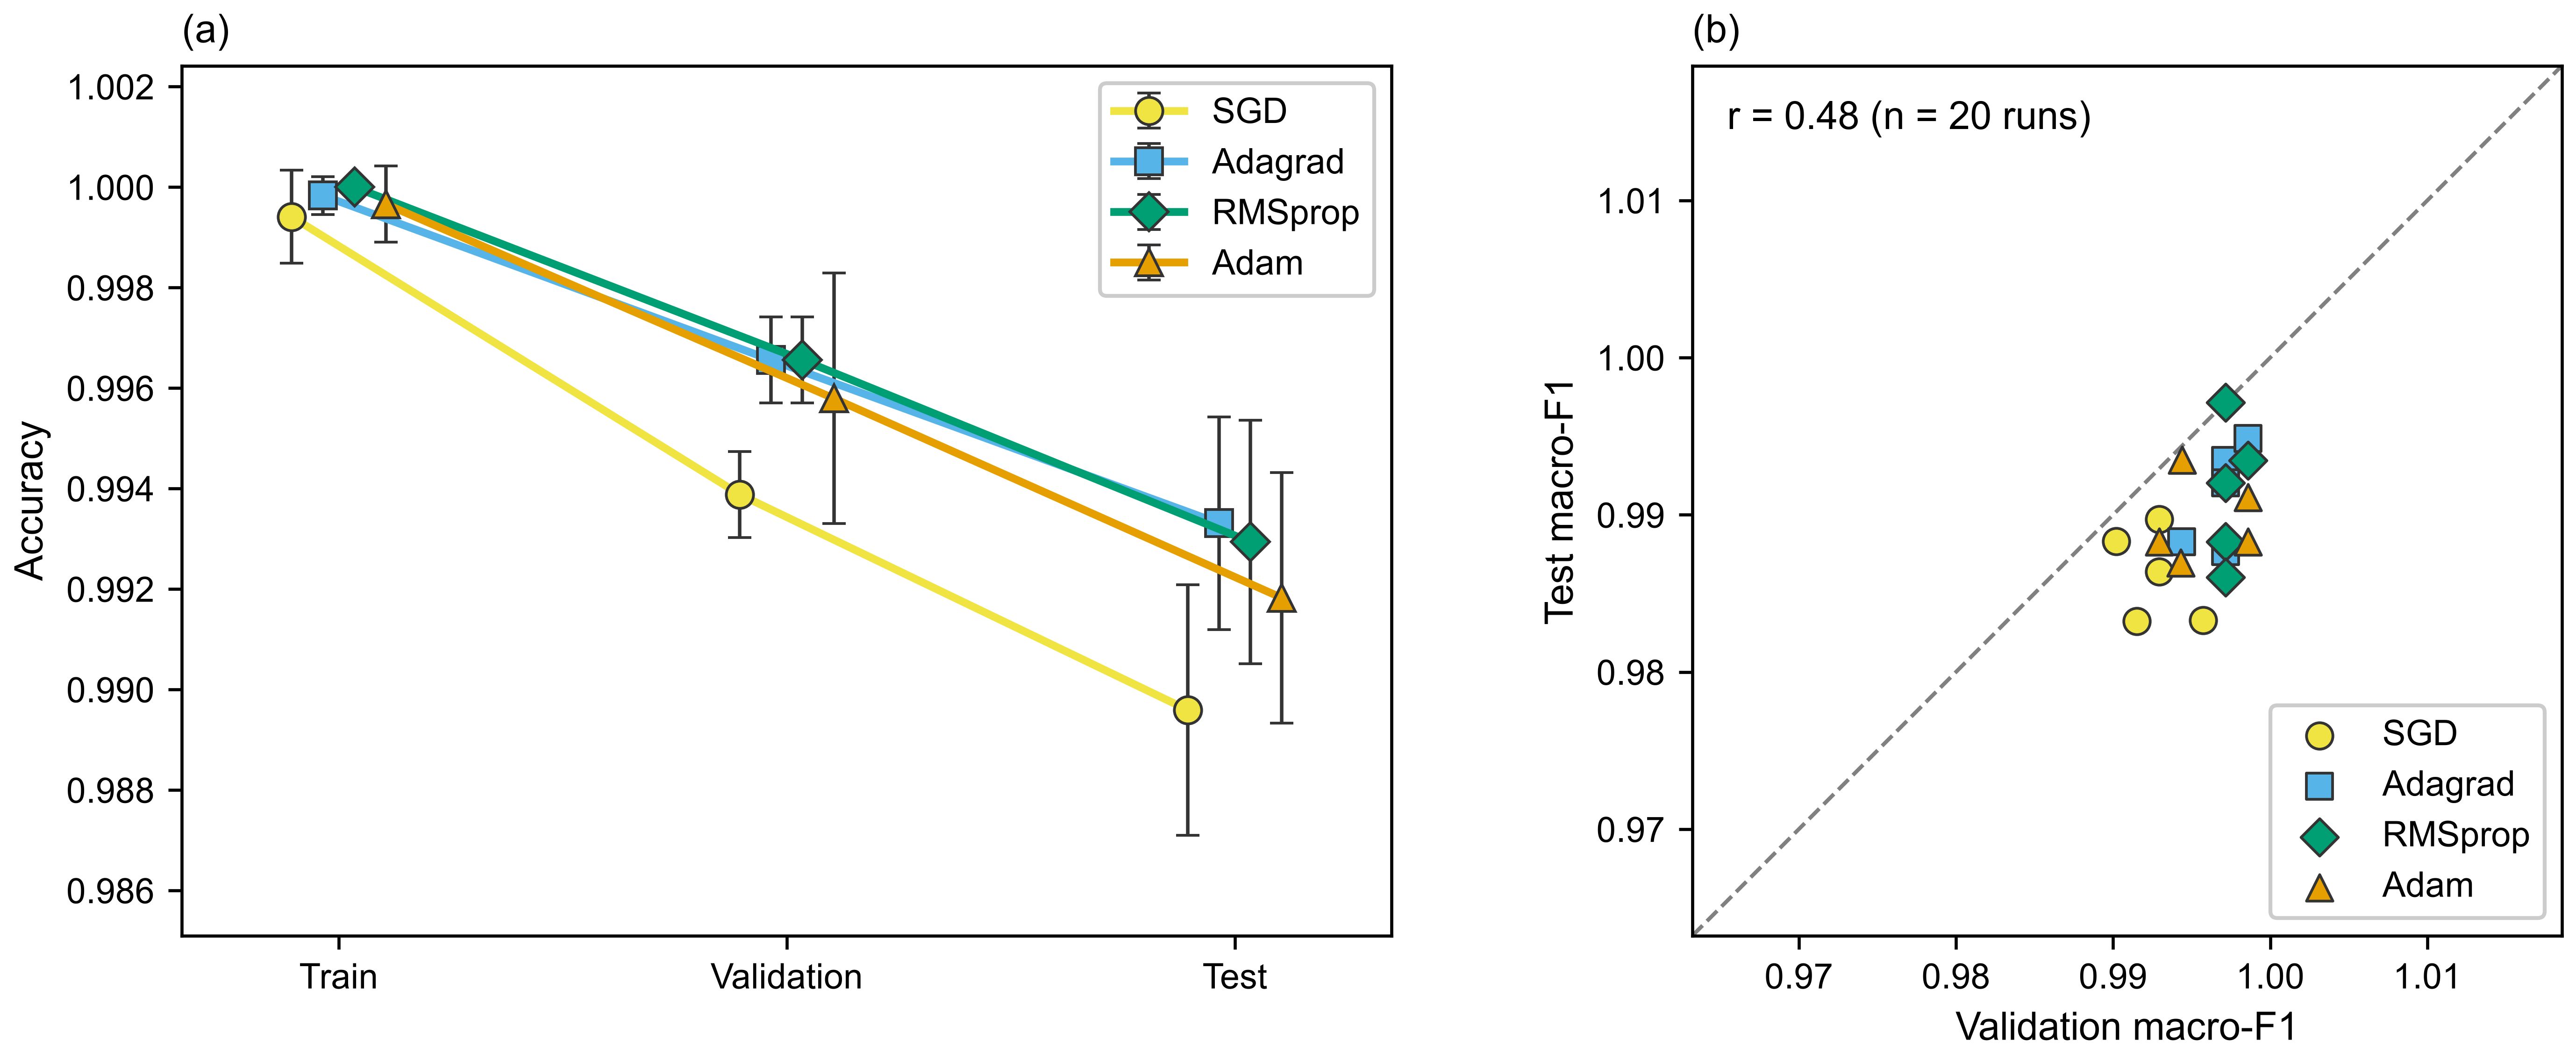 (a)
1.002
1.000
0.998
0.996
0.994
0.992
0.990
0.988
0.986
Accuracy
Train
Validation
Test
SGD
Adagrad
RMSprop
Adam
(b)
r = 0.48 (n = 20 runs)
1.01
1.00
0.99
0.98
0.97
Test macro-F1
0.97
0.98
0.99
1.00
1.01
Validation macro-F1
SGD
Adagrad
RMSprop
Adam